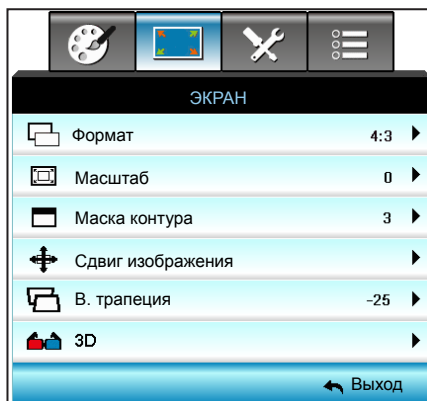 ЭКРАН
Формат 4:3
Масштаб 0
Маска контура 3
Сдвиг изображения
В. трапеция -25
3D
Выход